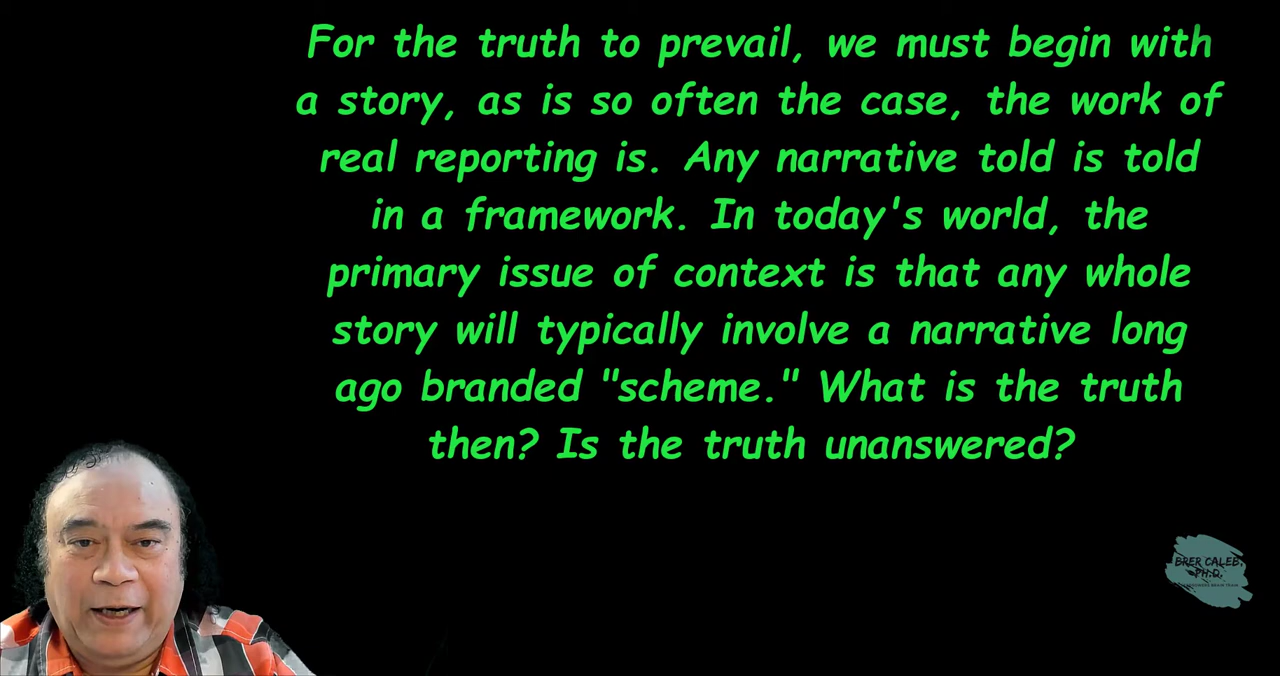 For the truth to prevail, we must begin with
a story, as is so often the case, the work of
real reporting is. Any narrative told is told
in a framework. In today's world, the
primary issue of context is that any whole
story will typically involve a narrative long
ago branded "scheme." What is the truth
then? Is the truth unanswered?
BRER CALEB,
PH.D.